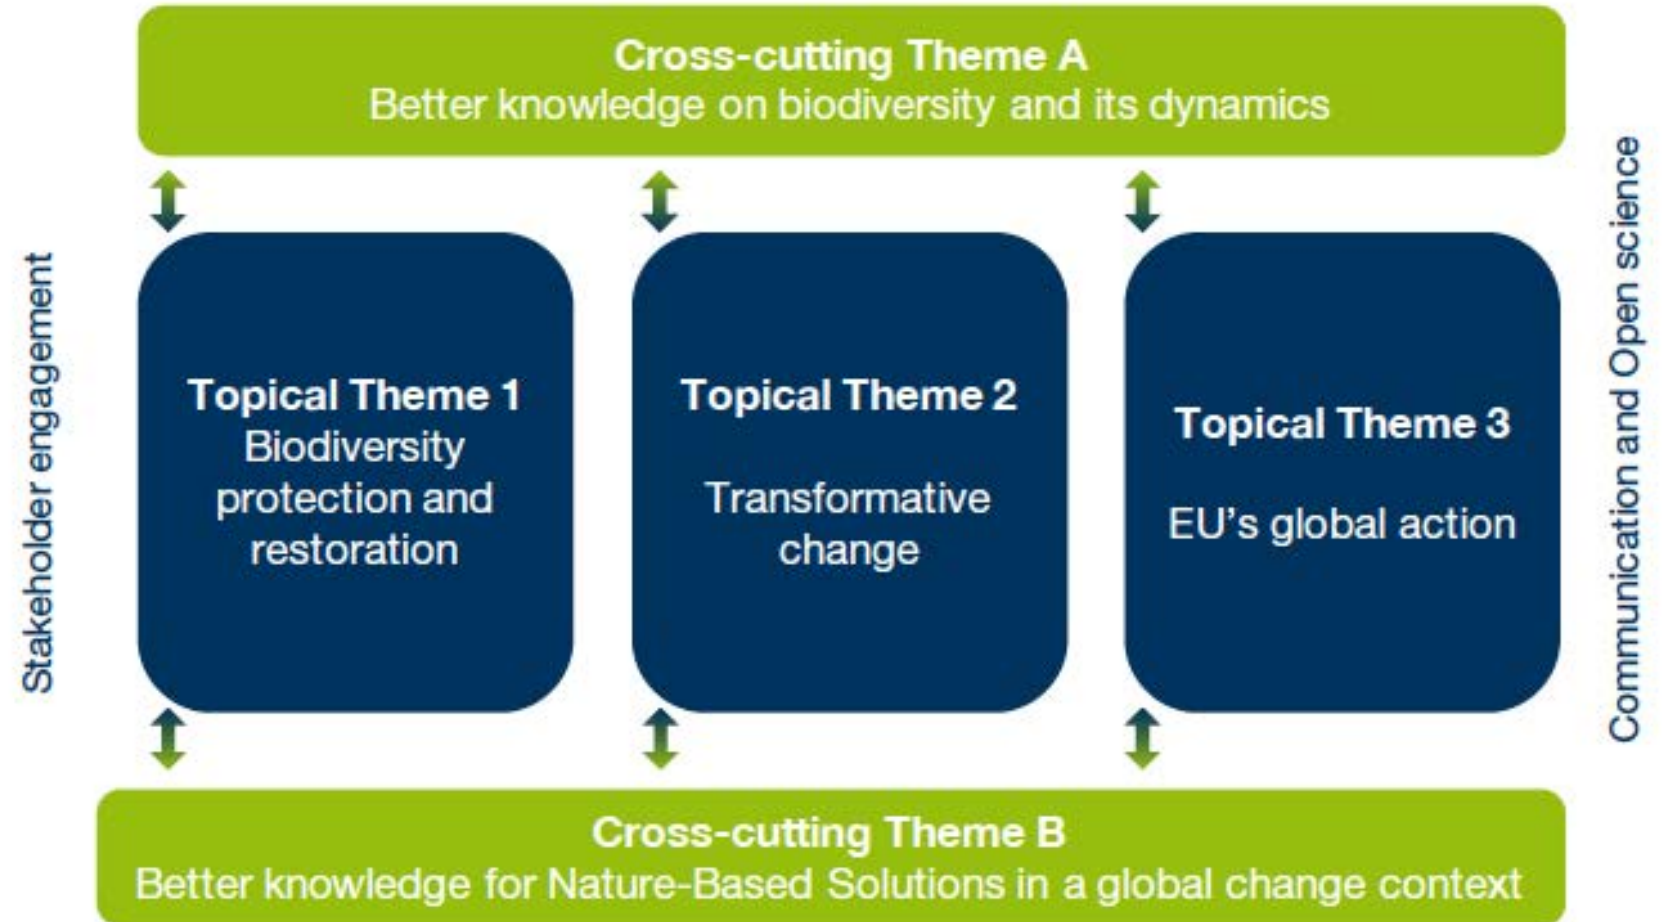 Cross-cutting Theme A
Better knowledge on biodiversity and its dynamics
Stakeholder engagement
Topical Theme 1
Biodiversity
protection and
restoration
Topical Theme 2
Transformative
change
Topical Theme 3
EU’s global action
Communication and Open science
Cross-cutting Theme B
Better knowledge for Nature-Based Solutions in a global change context